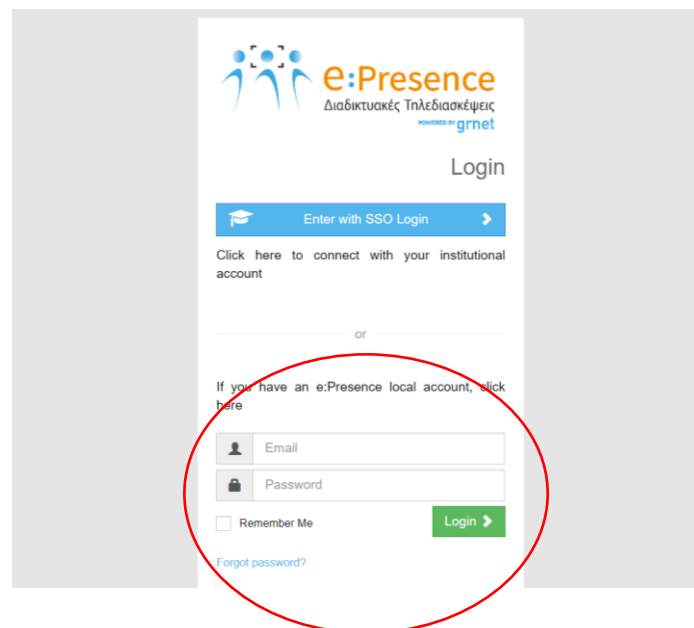 e:Presence
Διαδικτυακές Τηλεδιασκέψεις
POWERED BY grnet
Login
Enter with SSO Login
Click here to connect with your institutional
account
or
If you have an e:Presence local account, click
here
Email
Password
Remember Me
Login
Forgot password?